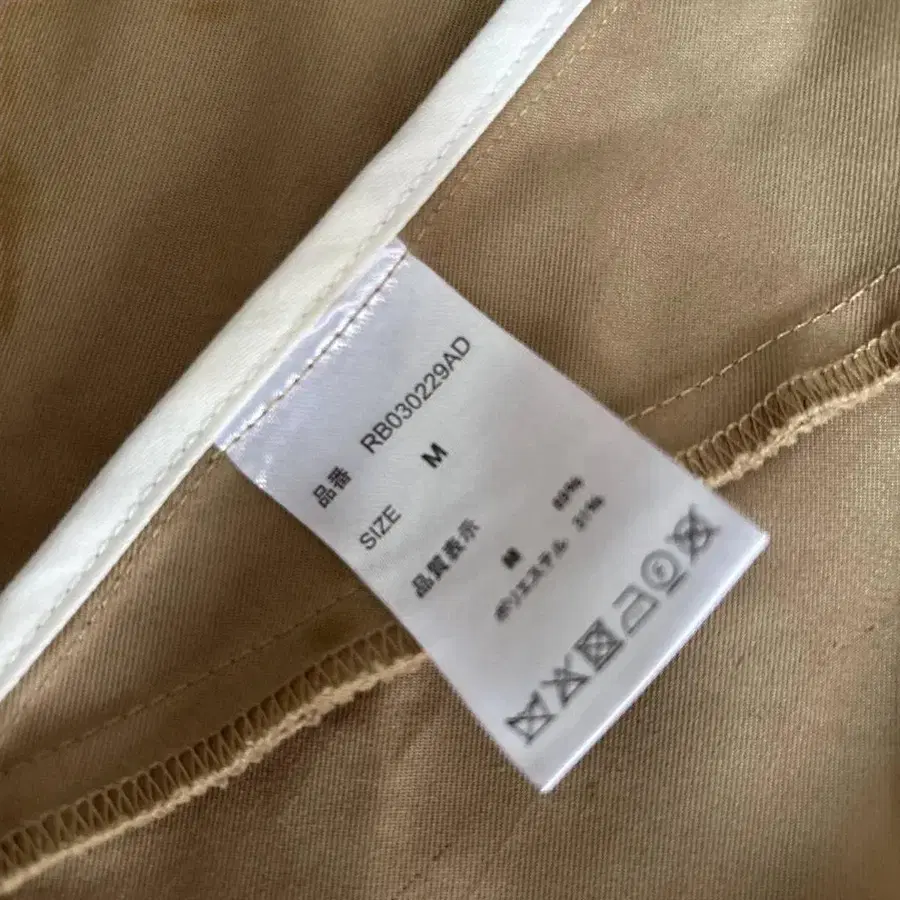 品番 RB030229AD
SIZE M
品質表示
綿
ポリエステル